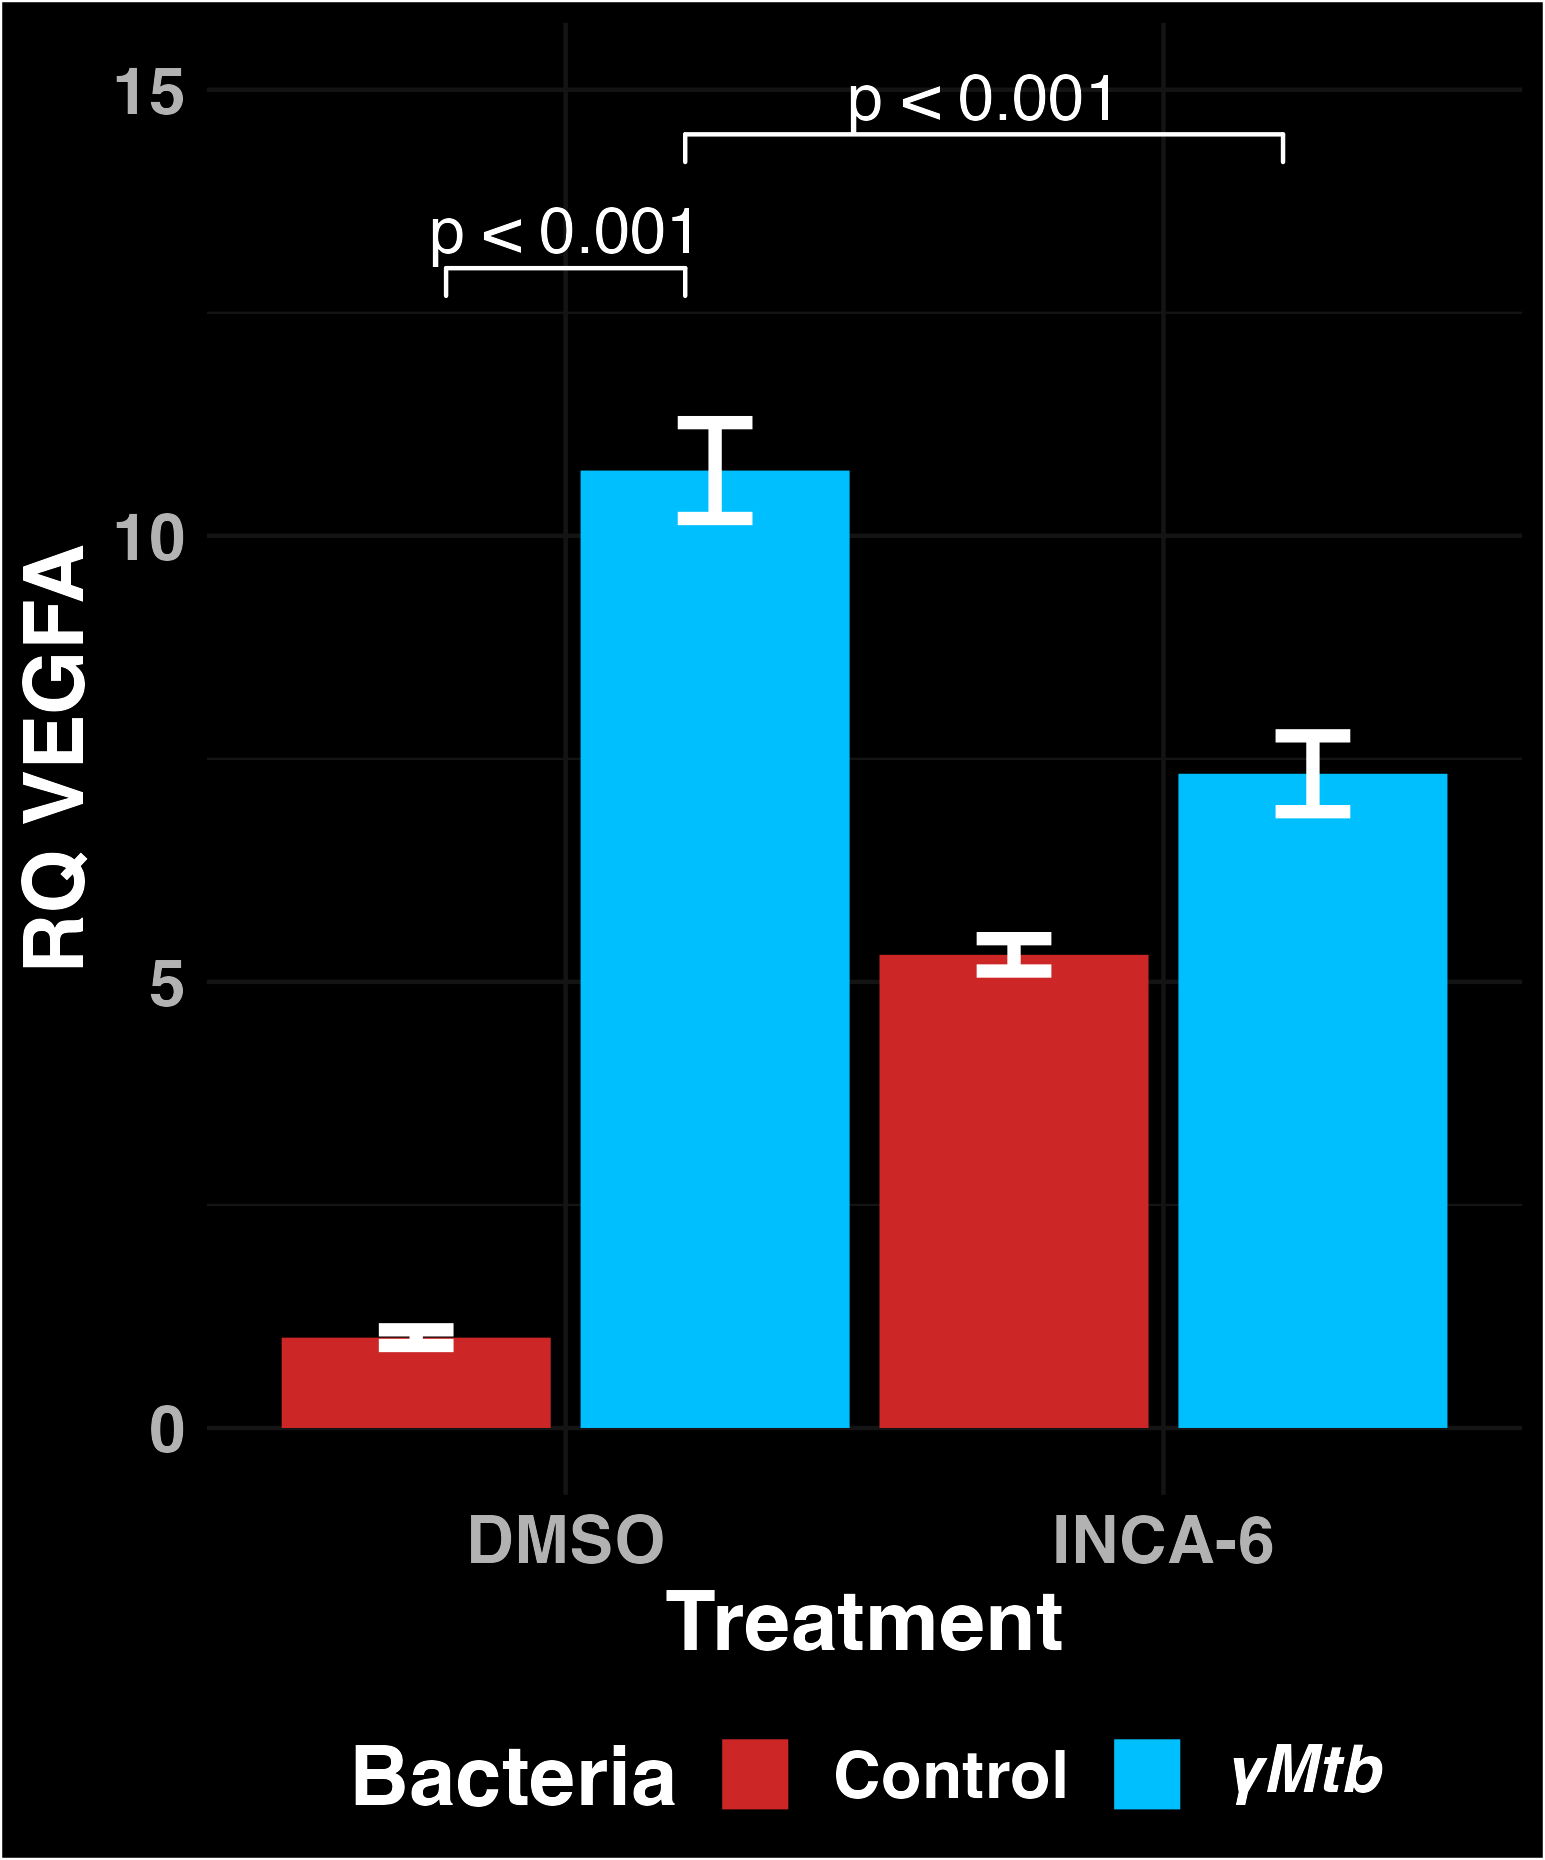 15
p < 0.001
p < 0.001
10
RQ VEGFA
5
0
DMSO INCA-6
Treatment
Bacteria Control γMtb